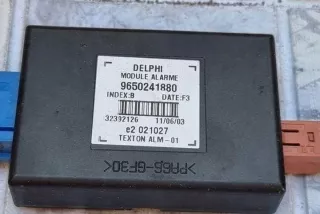 DELPHI
MODULE ALARME
9650241880
INDEX:B DATE:F3
32392126 11/06/03
e2 021027
TEXTON ALM-01
>PA66-GF30<